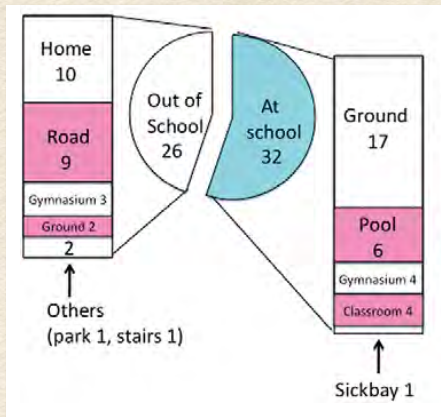 Home
10
Road
9
Gymnasium 3
Ground 2
2
Others
(park 1, stairs 1)
Out of
School
26
At
school
32
Ground
17
Pool
6
Gymnasium 4
Classroom 4
Sickbay 1